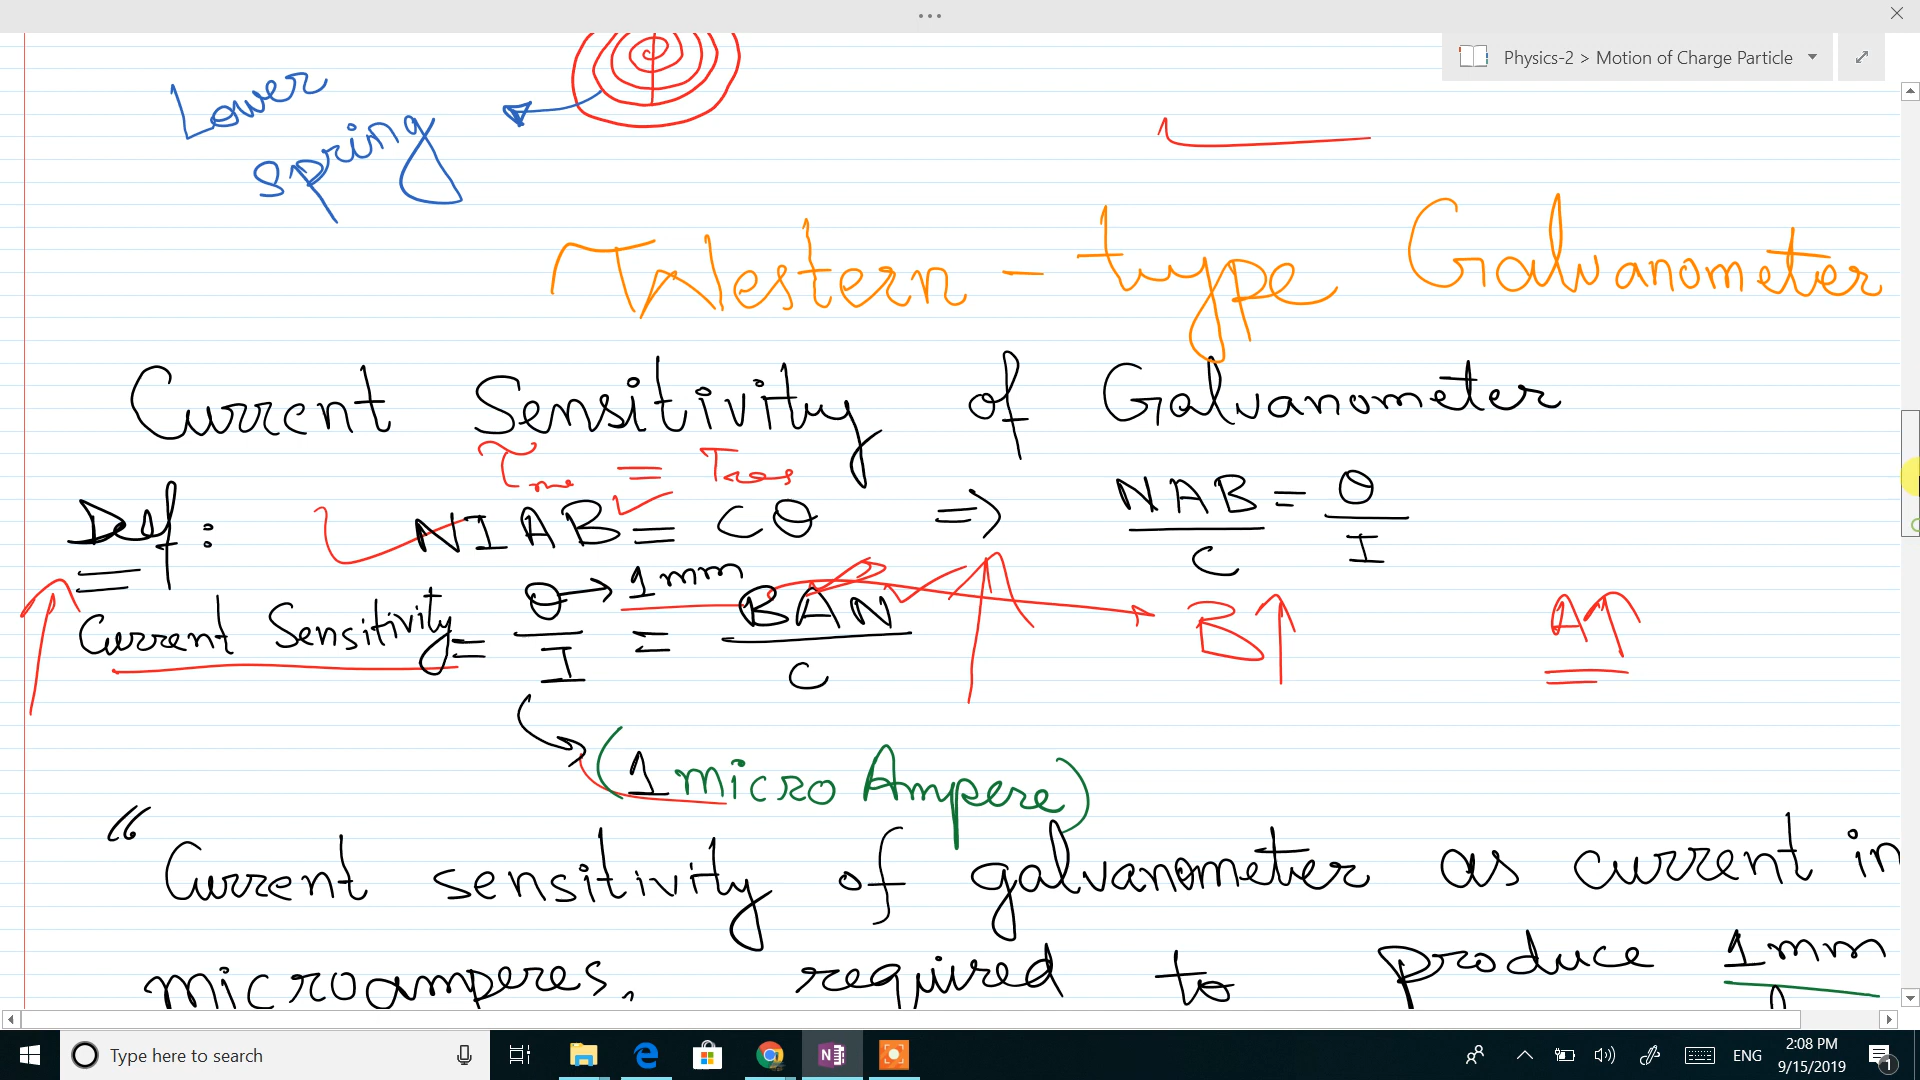 Physics-2 > Motion of Charge Particle
Lower
spring
Western - type Galvanometer
Current Sensitivity of Galvanometer
Def: NIAB = Cθ => NAB/C = θ/I
Current Sensitivity = θ/I = BAN/C
1mm
B↑ A↑
(1 micro Ampere)
“Current sensitivity of galvanometer as current in
microamperes, required to produce 1mm
Type here to search
ENG
2:08 PM
9/15/2019
1